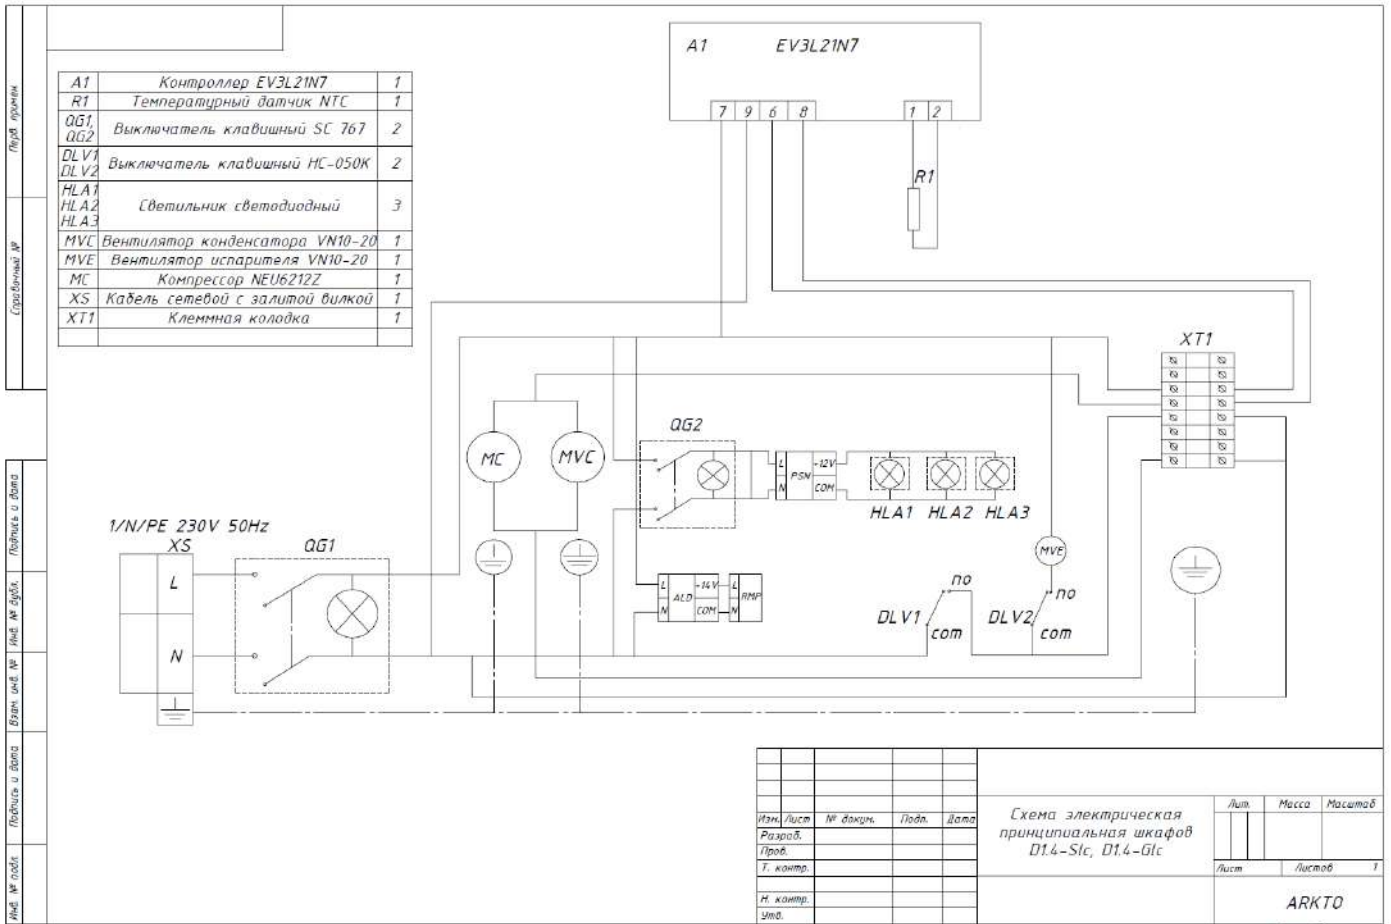 A1 EV3L21N7
7 9 6 8 1 2
A1 Контроллер EV3L21N7 1
R1 Температурный датчик NTC 1
QG1, QG2 Выключатель клавишный SC 767 2
DLV1 DLV2 Выключатель клавишный НС-050К 2
HLA1 HLA2 HLA3 Светильник светодиодный 3
MVC Вентилятор конденсатора VN10-20 1
MVE Вентилятор испарителя VN10-20 1
MC Компрессор NEU6212Z 1
XS Кабель сетевой с залитой вилкой 1
XT1 Клеммная колодка 1
R1
XT1
QG2
MC
MVC
L
N
PSN
-12V
COM
HLA1 HLA2 HLA3
1/N/PE 230V 50Hz
XS
QG1
L
N
L
N
ALD
-14V
COM
L
N
RMP
MVE
DLV1
no
com
DLV2
no
com
Перв. примен.
Справочный №
Подпись и дата
Инв. № дубл.
Взам. инв. №
Подпись и дата
Инв. № подл.
Изм. Лист № докум. Подп. Дата
Разраб.
Пров.
Т. контр.
Н. контр.
Утв.
Схема электрическая
принципиальная шкафов
D1.4-Slc, D1.4-Glc
Лит. Масса Масштаб
Лист Листов 1
ARKTO